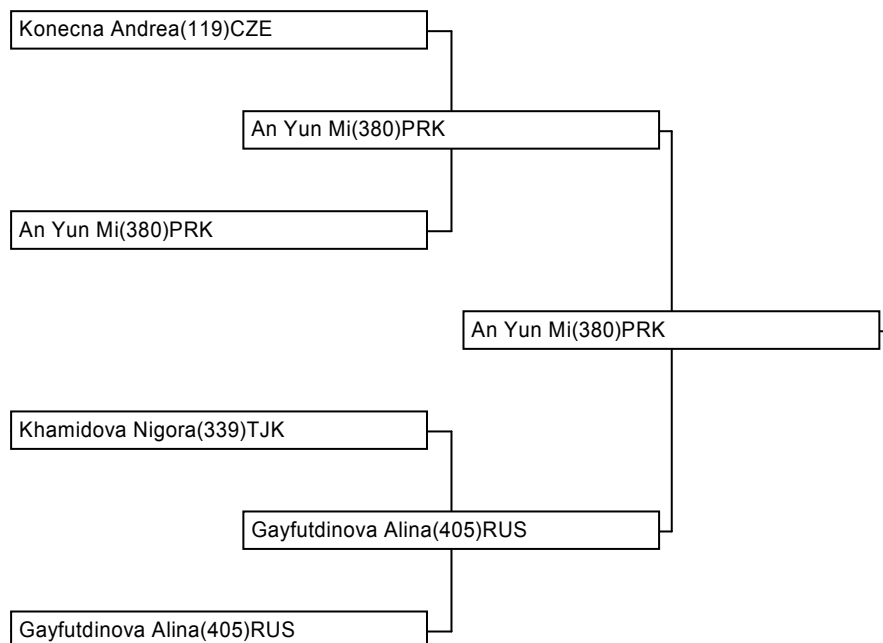 Konecna Andrea(119)CZE
An Yun Mi(380)PRK
An Yun Mi(380)PRK
An Yun Mi(380)PRK
Khamidova Nigora(339)TJK
Gayfutdinova Alina(405)RUS
Gayfutdinova Alina(405)RUS